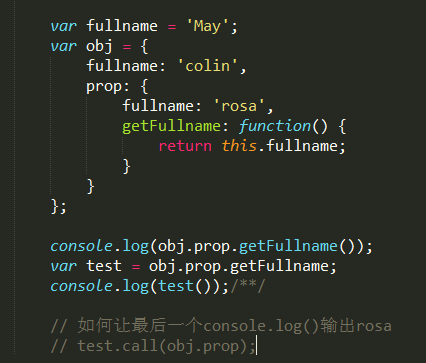 var fullname = 'May';
var obj = {
    fullname: 'colin',
    prop: {
        fullname: 'rosa',
        getFullname: function() {
            return this.fullname;
        }
    }
};
console.log(obj.prop.getFullname());
var test = obj.prop.getFullname;
console.log(test());/**/
// 如何让最后一个console.log()输出rosa
// test.call(obj.prop);